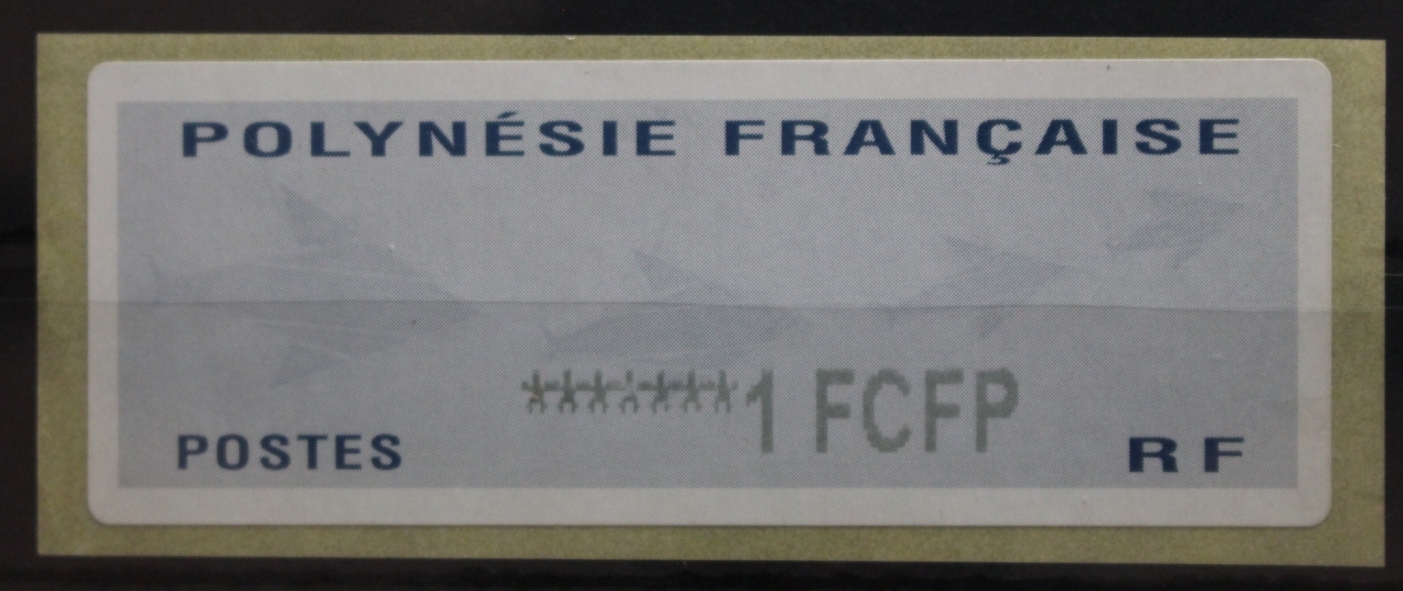 POLYNÉSIE FRANÇAISE
*******1 FCFP
POSTES RF